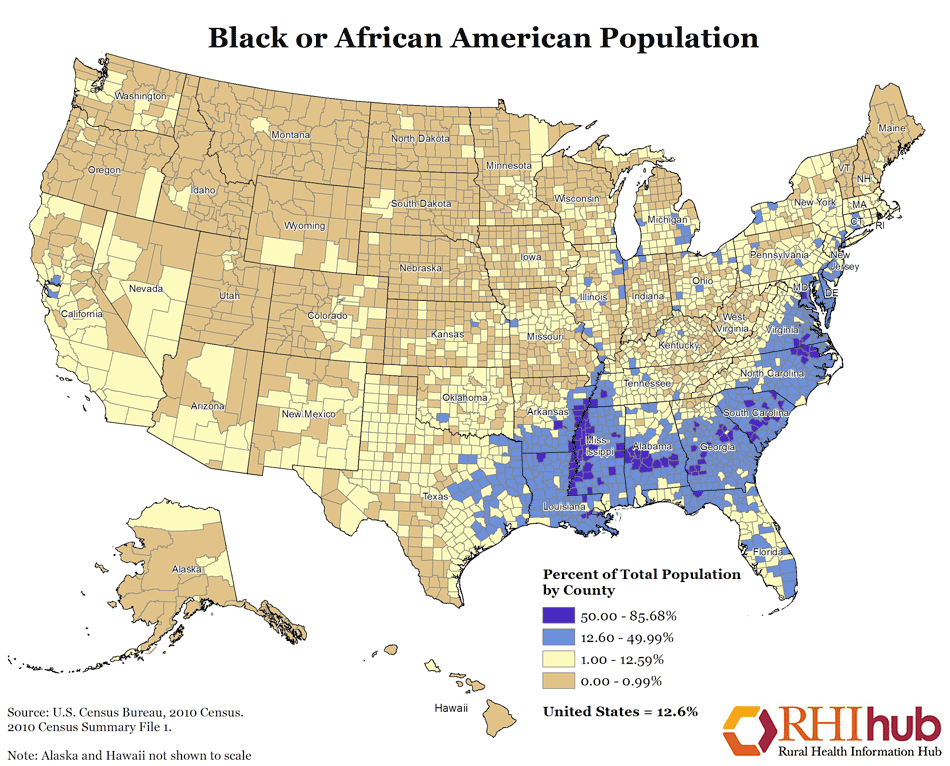 Black or African American Population
Washington
Montana
North Dakota
Minnesota
Maine
Oregon
Idaho
South Dakota
Wisconsin
Michigan
VT
NH
New York
MA
CT
RI
Wyoming
Iowa
Pennsylvania
New
Jersey
Nebraska
Nevada
Utah
Colorado
Illinois
Indiana
Ohio
MD
DE
California
Kansas
Missouri
West
Virginia
Virginia
Kentucky
North Carolina
Tennessee
Arizona
New Mexico
Oklahoma
Arkansas
South Carolina
Miss-
issippi
Alabama
Georgia
Texas
Louisiana
Florida
Alaska
Hawaii
Percent of Total Population
by County
50.00 - 85.68%
12.60 - 49.99%
1.00 - 12.59%
0.00 - 0.99%
United States = 12.6%
Source: U.S. Census Bureau, 2010 Census.
2010 Census Summary File 1.
Note: Alaska and Hawaii not shown to scale
RHIhub
Rural Health Information Hub